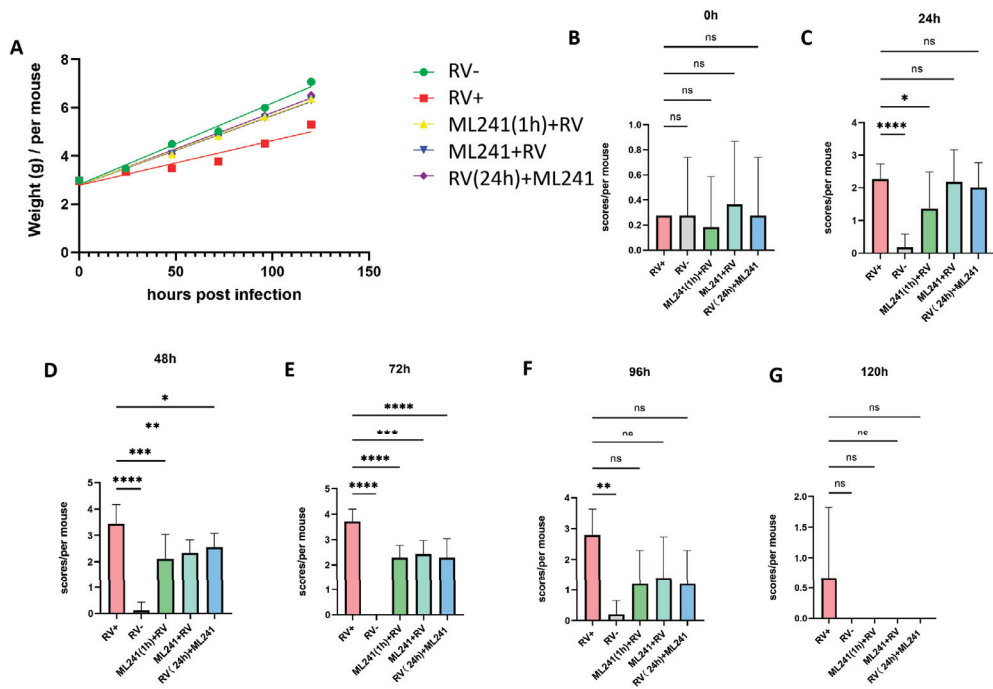 A
Weight (g) / per mouse
8
6
4
2
0
0
50
100
150
hours post infection
RV-
RV+
ML241(1h)+RV
ML241+RV
RV(24h)+ML241
B
0h
ns
ns
ns
ns
scores/per mouse
1.0
0.8
0.6
0.4
0.2
0.0
RV+
RV-
ML241(1h)+RV
ML241+RV
RV( 24h)+ML241
C
24h
ns
ns
*
****
scores/per mouse
4
3
2
1
0
RV+
RV-
ML241(1h)+RV
ML241+RV
RV( 24h)+ML241
D
48h
*
**
***
****
scores/per mouse
5
4
3
2
1
0
RV+
RV-
ML241(1h)+RV
ML241+RV
RV( 24h)+ML241
E
72h
****
***
****
****
scores/per mouse
5
4
3
2
1
0
RV+
RV-
ML241(1h)+RV
ML241+RV
RV( 24h)+ML241
F
96h
ns
ns
ns
**
scores/per mouse
4
3
2
1
0
RV+
RV-
ML241(1h)+RV
ML241+RV
RV( 24h)+ML241
G
120h
ns
ns
ns
ns
scores/per mouse
2.0
1.5
1.0
0.5
0.0
RV+
RV-
ML241(1h)+RV
ML241+RV
RV( 24h)+ML241